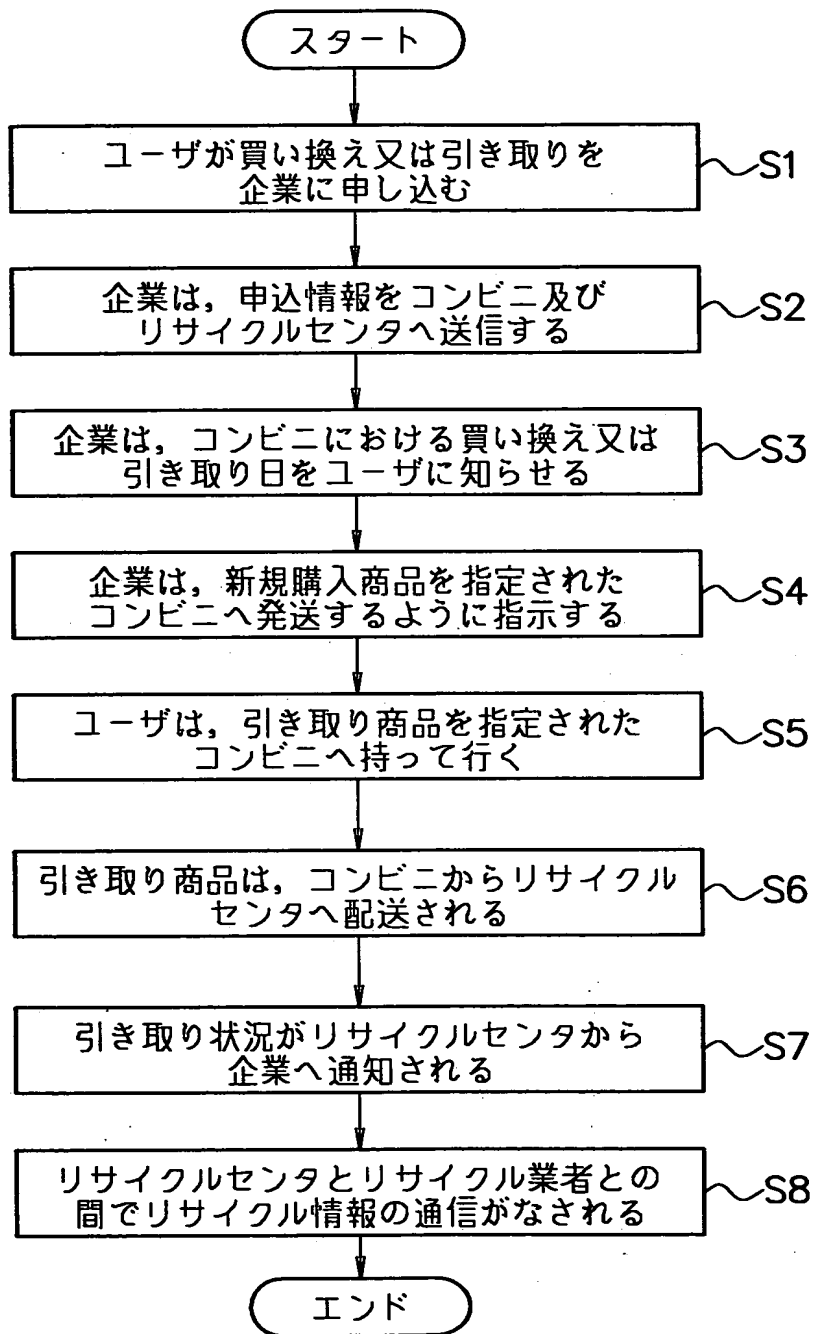 スタート
ユーザが買い換え又は引き取りを
企業に申し込む
S1
企業は，申込情報をコンビニ及び
リサイクルセンタへ送信する
S2
企業は，コンビニにおける買い換え又は
引き取り日をユーザに知らせる
S3
企業は，新規購入商品を指定された
コンビニへ発送するように指示する
S4
ユーザは，引き取り商品を指定された
コンビニへ持って行く
S5
引き取り商品は，コンビニからリサイクル
センタへ配送される
S6
引き取り状況がリサイクルセンタから
企業へ通知される
S7
リサイクルセンタとリサイクル業者との
間でリサイクル情報の通信がなされる
S8
エンド